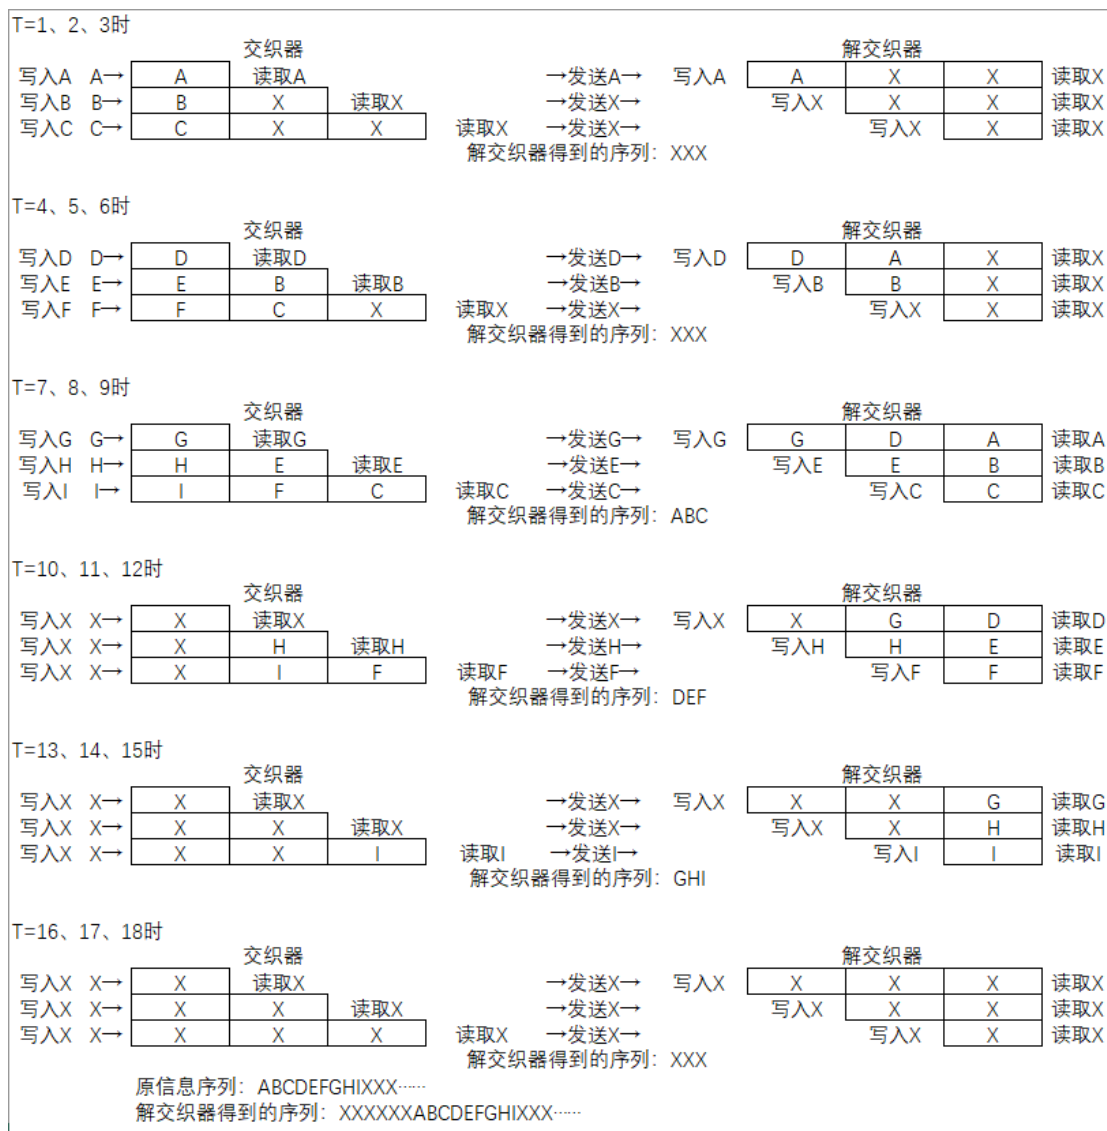 T=1、2、3时
交织器 解交织器
写入A A→ A 读取A →发送A→ 写入A A X X 读取X
写入B B→ B X 读取X →发送X→ 写入X X X 读取X
写入C C→ C X X 读取X →发送X→ 写入X X 读取X
解交织器得到的序列：XXX
T=4、5、6时
交织器 解交织器
写入D D→ D 读取D →发送D→ 写入D D A X 读取X
写入E E→ E B 读取B →发送B→ 写入B B X 读取X
写入F F→ F C X 读取X →发送X→ 写入X X 读取X
解交织器得到的序列：XXX
T=7、8、9时
交织器 解交织器
写入G G→ G 读取G →发送G→ 写入G G D A 读取A
写入H H→ H E 读取E →发送E→ 写入E E B 读取B
写入I I→ I F C 读取C →发送C→ 写入C C 读取C
解交织器得到的序列：ABC
T=10、11、12时
交织器 解交织器
写入X X→ X 读取X →发送X→ 写入X X G D 读取D
写入X X→ X H 读取H →发送H→ 写入H H E 读取E
写入X X→ X I F 读取F →发送F→ 写入F F 读取F
解交织器得到的序列：DEF
T=13、14、15时
交织器 解交织器
写入X X→ X 读取X →发送X→ 写入X X X G 读取G
写入X X→ X X 读取X →发送X→ 写入X X H 读取H
写入X X→ X X I 读取I →发送I→ 写入I I 读取I
解交织器得到的序列：GHI
T=16、17、18时
交织器 解交织器
写入X X→ X 读取X →发送X→ 写入X X X X 读取X
写入X X→ X X 读取X →发送X→ 写入X X X 读取X
写入X X→ X X X 读取X →发送X→ 写入X X 读取X
解交织器得到的序列：XXX
原信息序列：ABCDEFGHIXXX……
解交织器得到的序列：XXXXXXABCDEFGHIXXX……